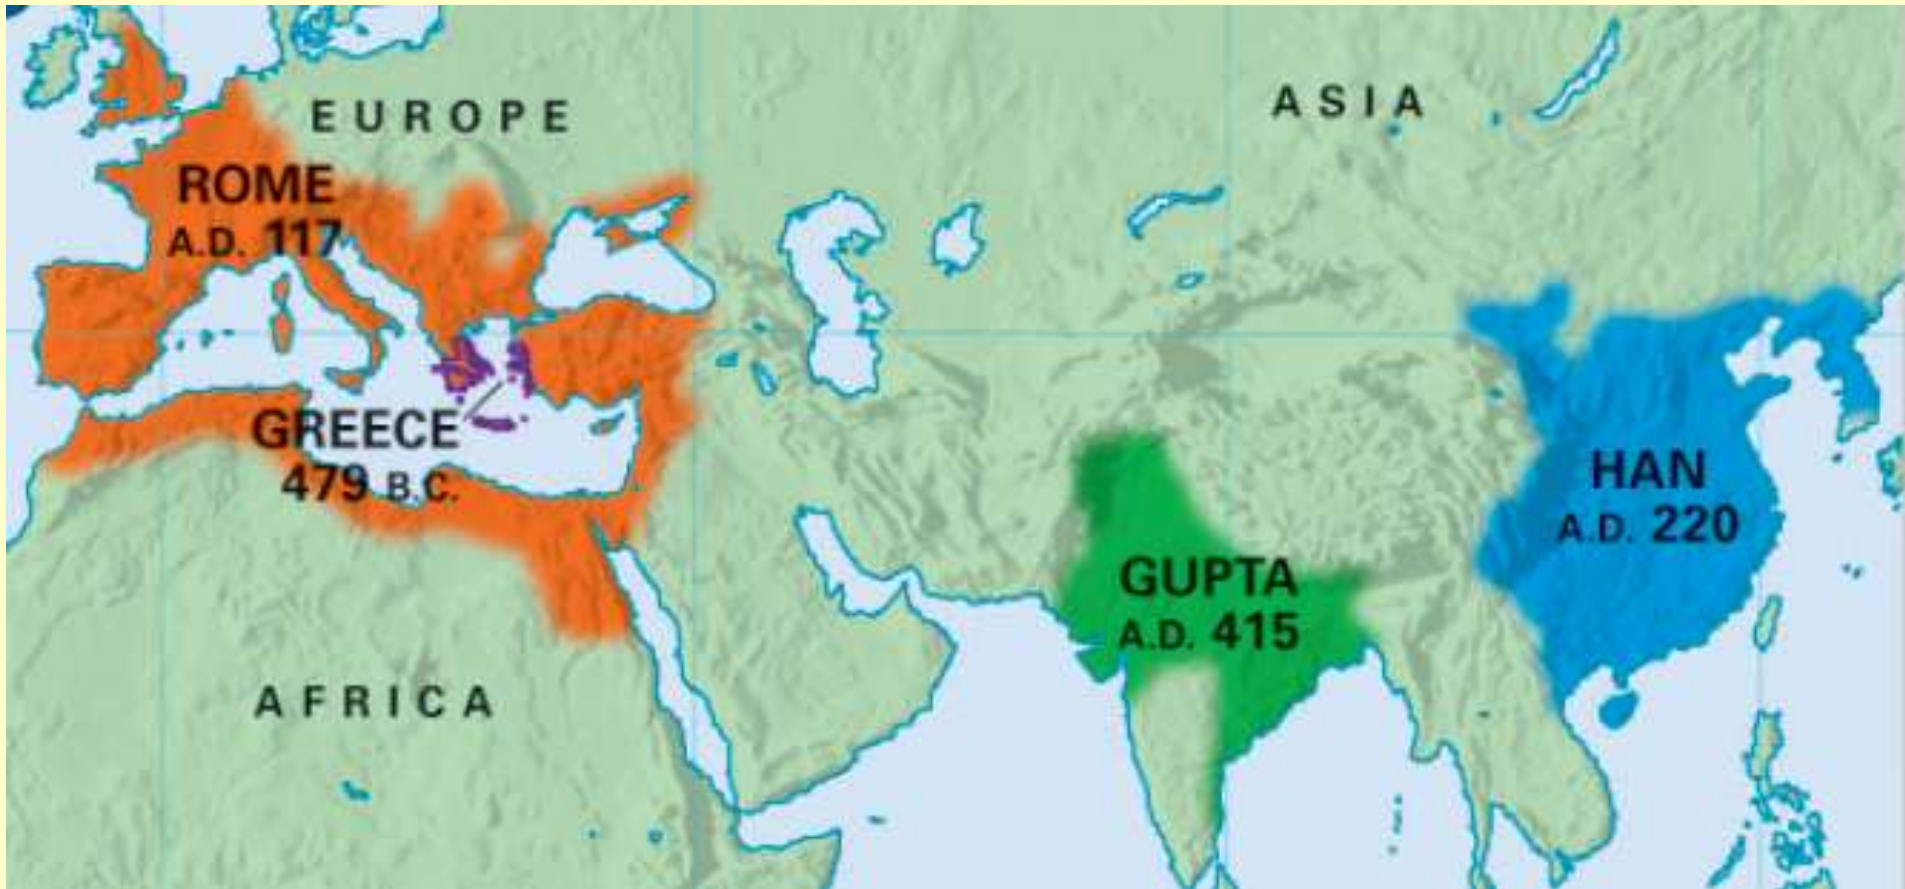 EUROPE
ASIA
ROME
A.D. 117
GREECE
479 B.C.
HAN
A.D. 220
GUPTA
A.D. 415
AFRICA